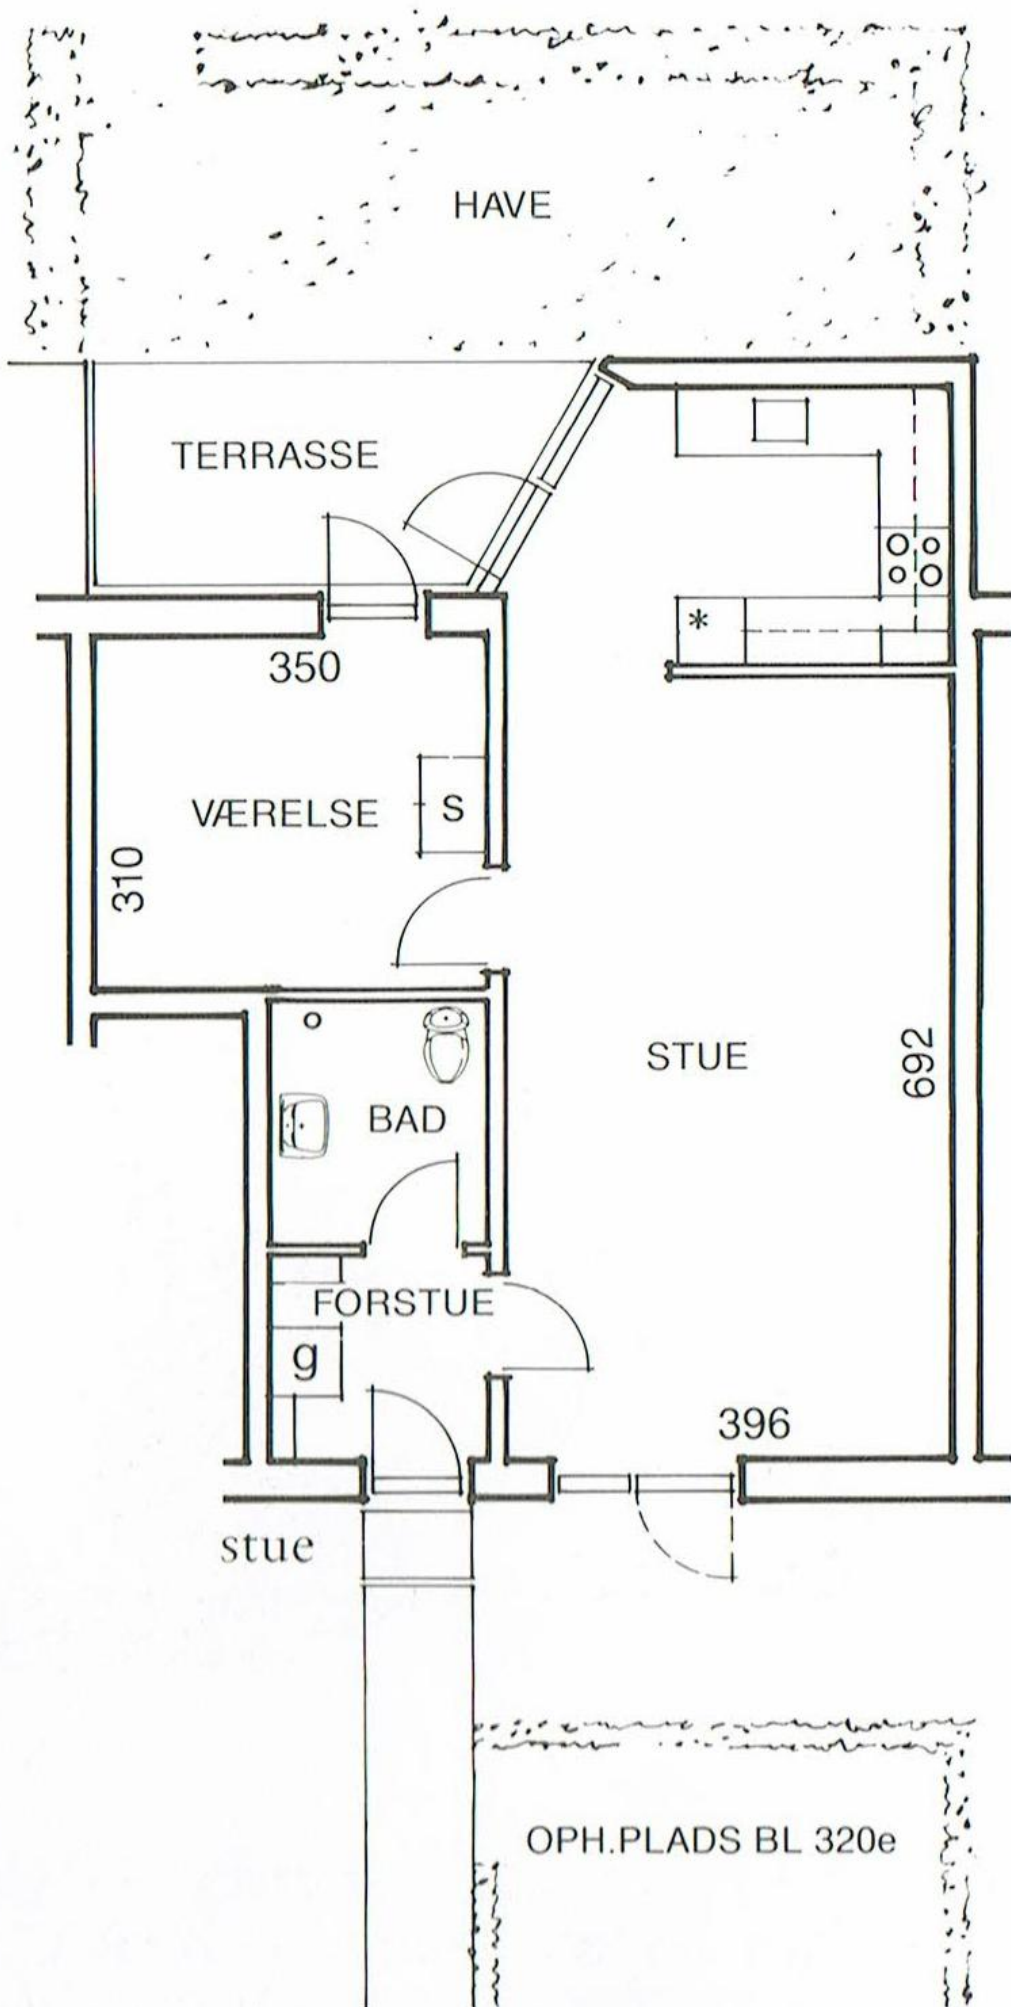 HAVE
TERRASSE
*
350
VÆRELSE
S
310
STUE
692
BAD
FORSTUE
g
396
stue
OPH.PLADS BL 320e